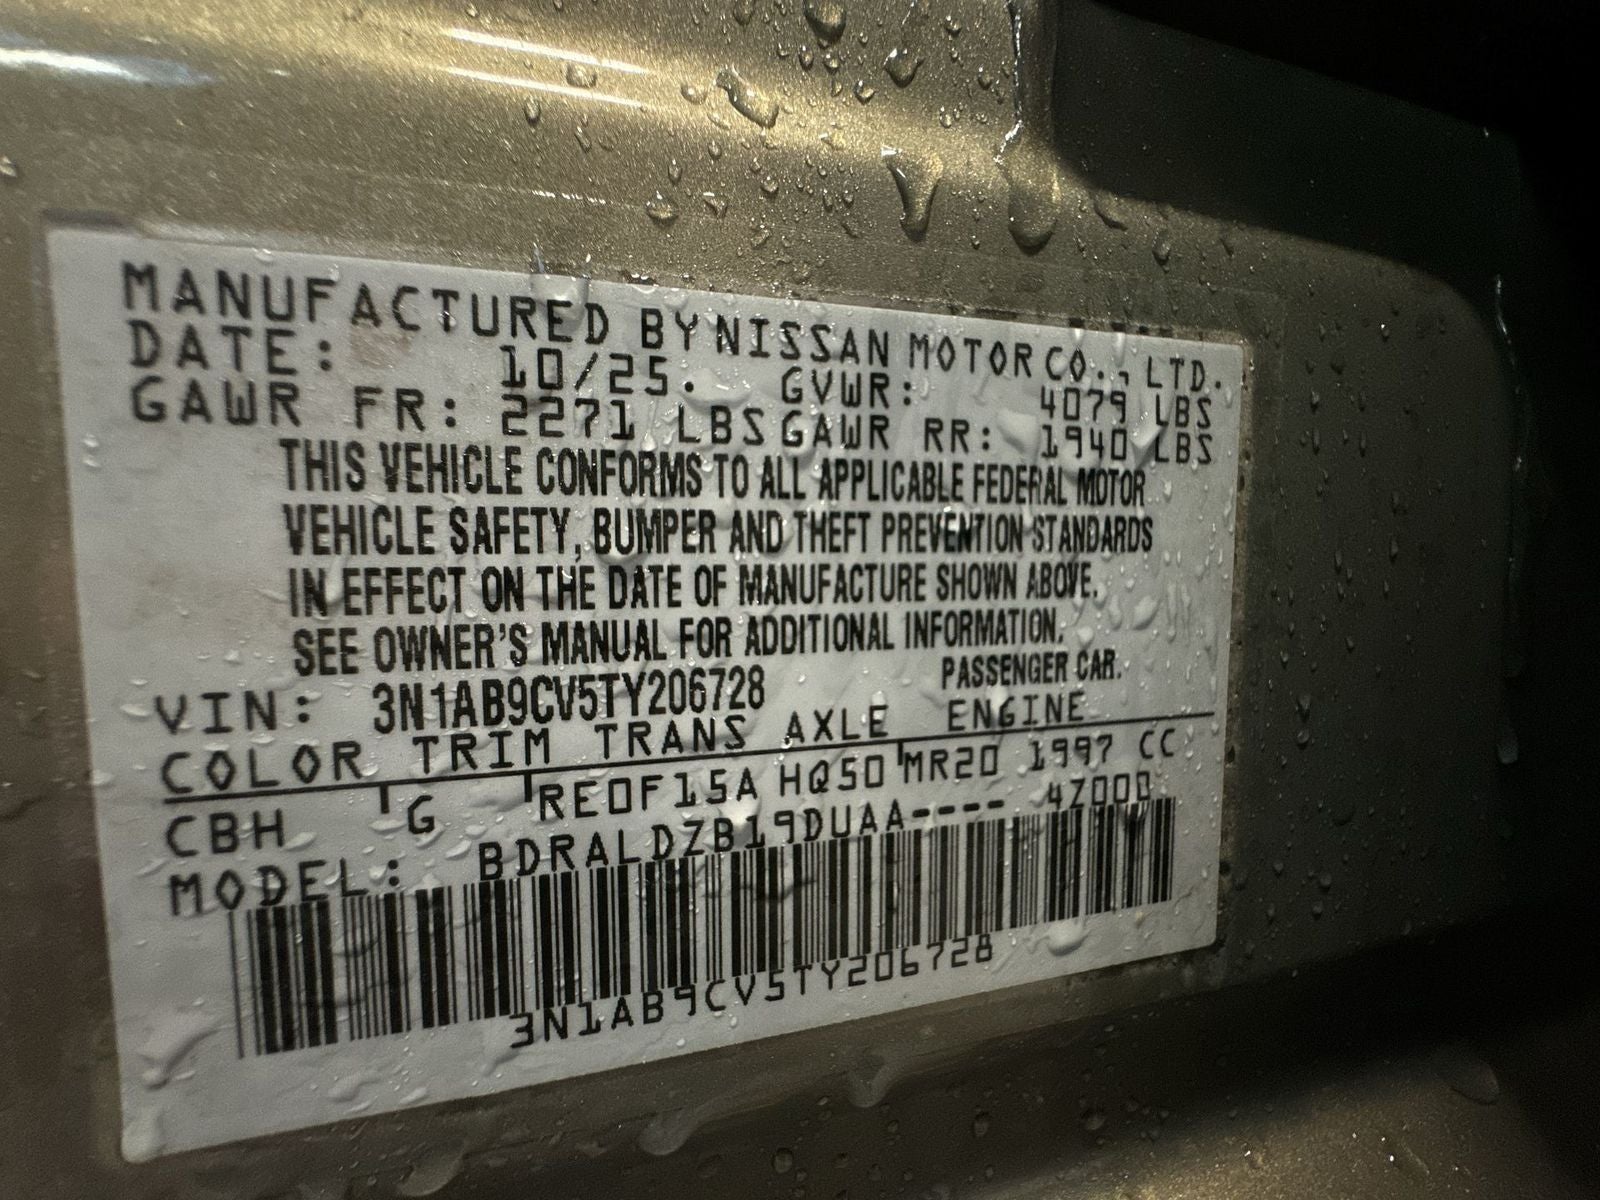 MANUFACTURED BY NISSAN MOTOR CO., LTD.
DATE: 10/25. GVWR: 4079 LBS
GAWR FR: 2271 LBS GAWR RR: 1940 LBS
THIS VEHICLE CONFORMS TO ALL APPLICABLE FEDERAL MOTOR
VEHICLE SAFETY, BUMPER AND THEFT PREVENTION STANDARDS
IN EFFECT ON THE DATE OF MANUFACTURE SHOWN ABOVE.
SEE OWNER'S MANUAL FOR ADDITIONAL INFORMATION.
VIN: 3N1AB9CV5TY206728 PASSENGER CAR.
COLOR TRIM TRANS AXLE ENGINE
CBH G RE0F15A HQ50 MR20 1997 CC
MODEL: BDRALDZB19DUAA---- 4Z000
3N1AB9CV5TY206728